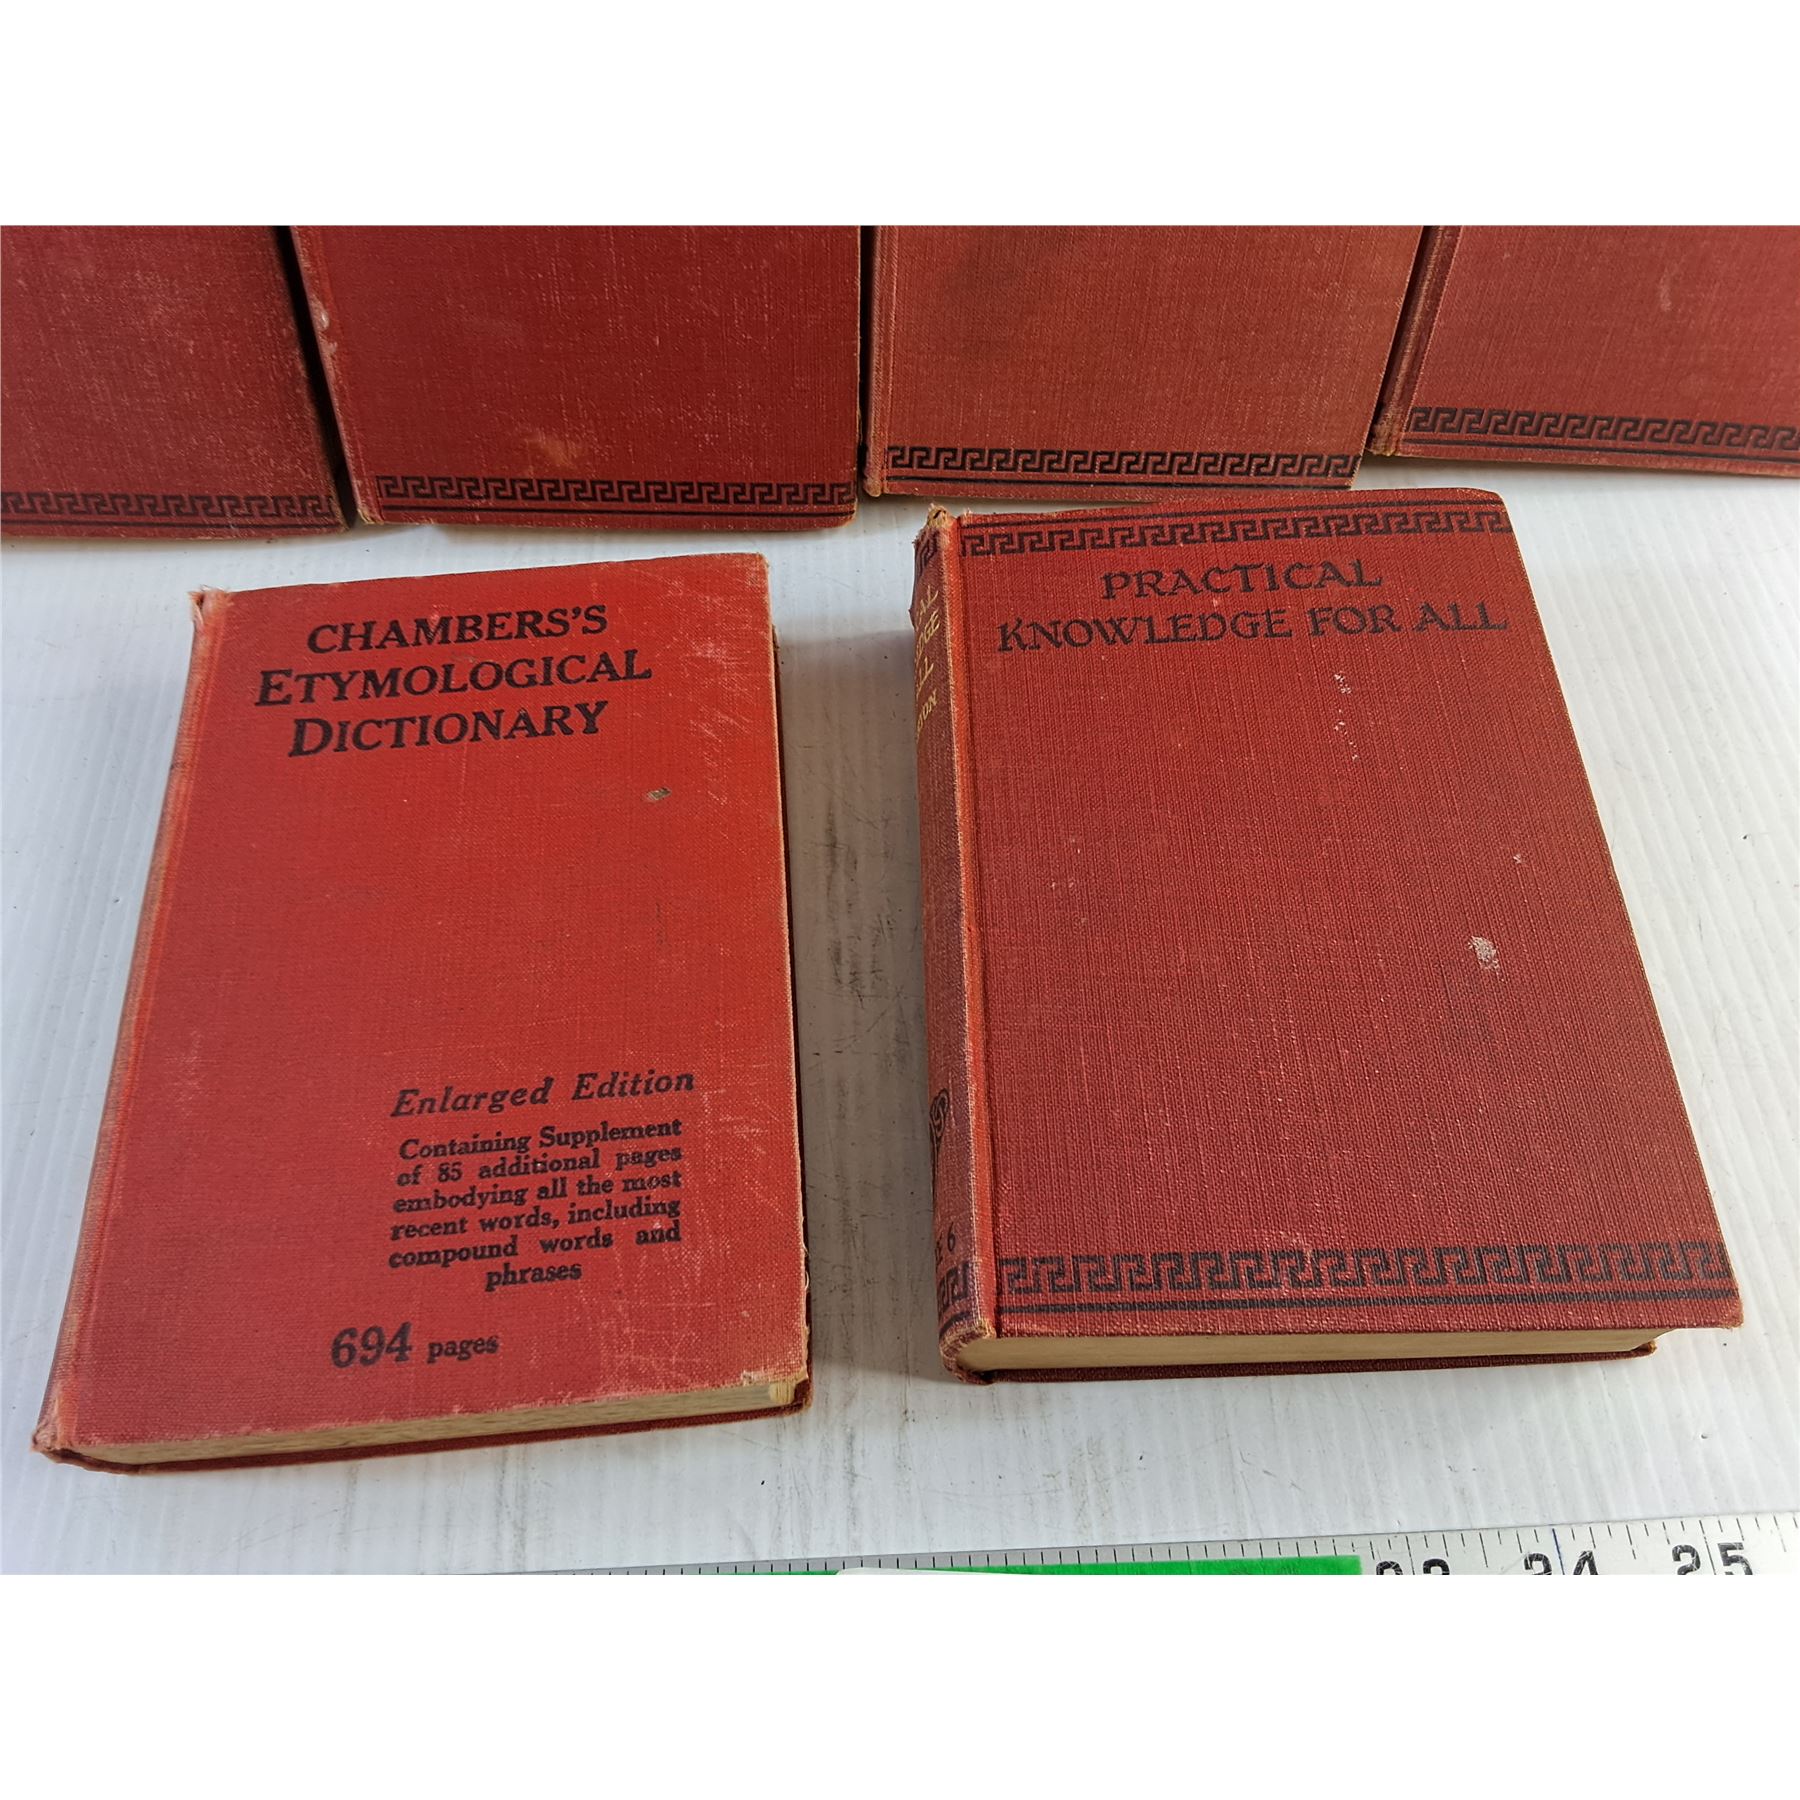 CHAMBERS'S
ETYMOLOGICAL
DICTIONARY
Enlarged Edition
Containing Supplement
of 85 additional pages
embodying all the most
recent words, including
compound words and
phrases
694 pages
PRACTICAL
KNOWLEDGE FOR ALL
6
24 25